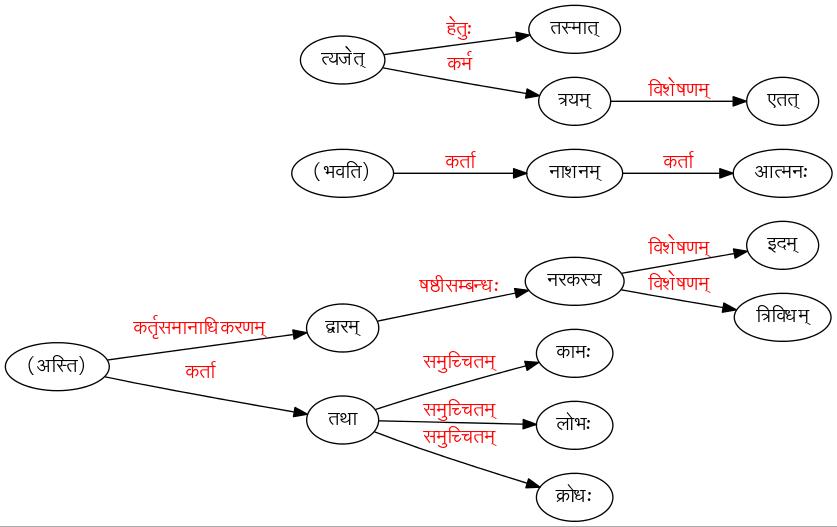 हेतुः
तस्मात्
त्यजेत्
कर्म
त्रयम्
विशेषणम्
एतत्
(भवति)
कर्ता
नाशनम्
कर्ता
आत्मनः
इदम्
विशेषणम्
नरकस्य
विशेषणम्
षष्ठीसम्बन्धः
त्रिविधम्
कर्तृसमानाधिकरणम्
द्वारम्
कामः
समुच्चितम्
(अस्ति)
कर्ता
तथा
समुच्चितम्
लोभः
समुच्चितम्
क्रोधः